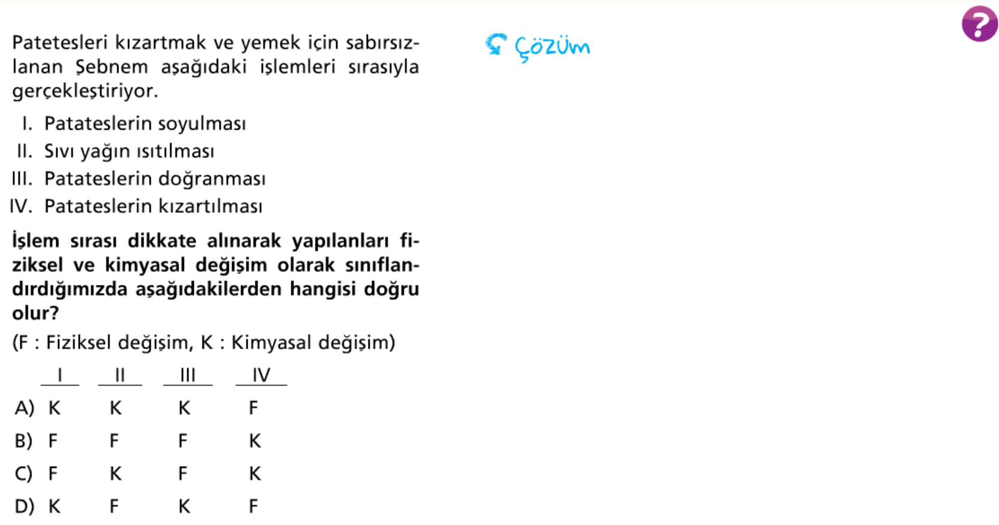 Patetesleri kızartmak ve yemek için sabırsız-
lanan Şebnem aşağıdaki işlemleri sırasıyla
gerçekleştiriyor.
I. Patateslerin soyulması
II. Sıvı yağın ısıtılması
III. Patateslerin doğranması
IV. Patateslerin kızartılması
İşlem sırası dikkate alınarak yapılanları fi-
ziksel ve kimyasal değişim olarak sınıflan-
dırdığımızda aşağıdakilerden hangisi doğru
olur?
(F : Fiziksel değişim, K : Kimyasal değişim)
I II III IV
A) K K K F
B) F F F K
C) F K F K
D) K F K F
Çözüm
?